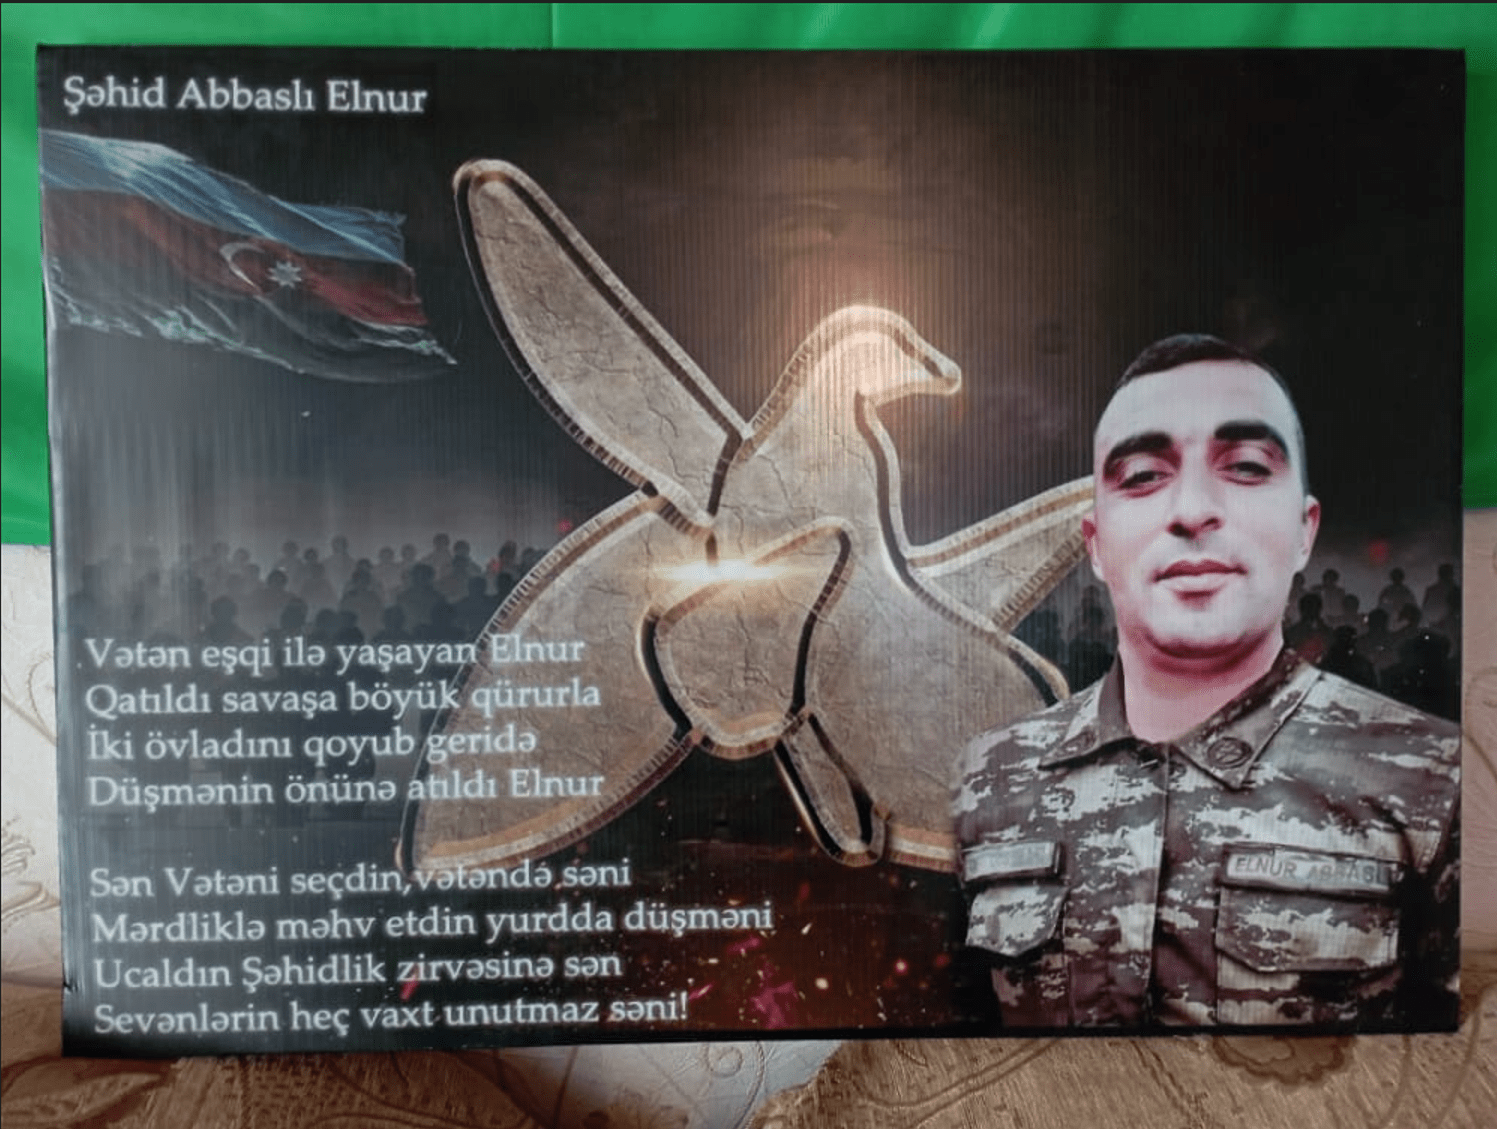 Şəhid Abbaslı Elnur
Vətən eşqi ilə yaşayan Elnur
Qatıldı savaşa böyük qürurla
İki övladını qoyub geridə
Düşmənin önünə atıldı Elnur
Sən Vətəni seçdin,vətəndə səni
Mərdliklə məhv etdin yurdda düşməni
Ucaldın Şəhidlik zirvəsinə sən
Sevənlərin heç vaxt unutmaz səni!
ELNUR ABBASLI